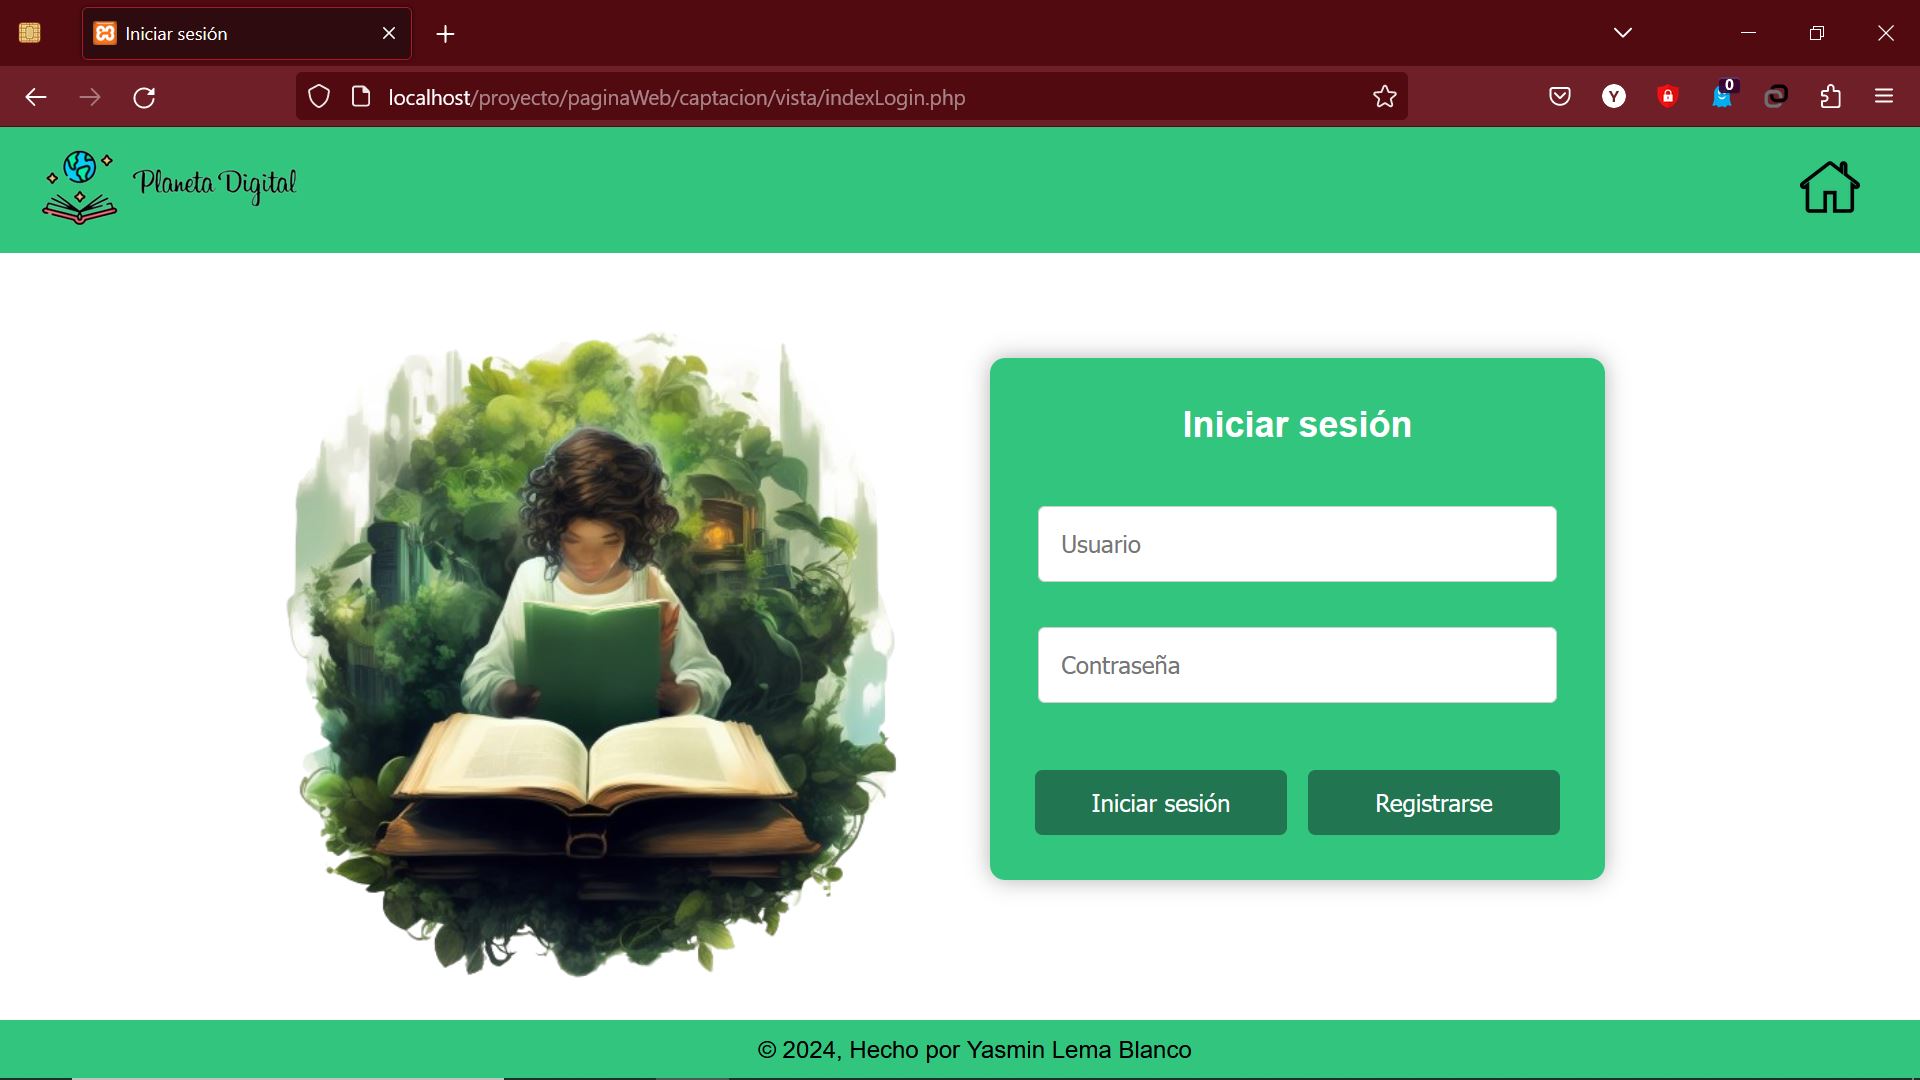 Iniciar sesión
localhost/proyecto/paginaWeb/captacion/vista/indexLogin.php
Y
0
Planeta Digital
Iniciar sesión
Usuario
Contraseña
Iniciar sesión
Registrarse
© 2024, Hecho por Yasmin Lema Blanco